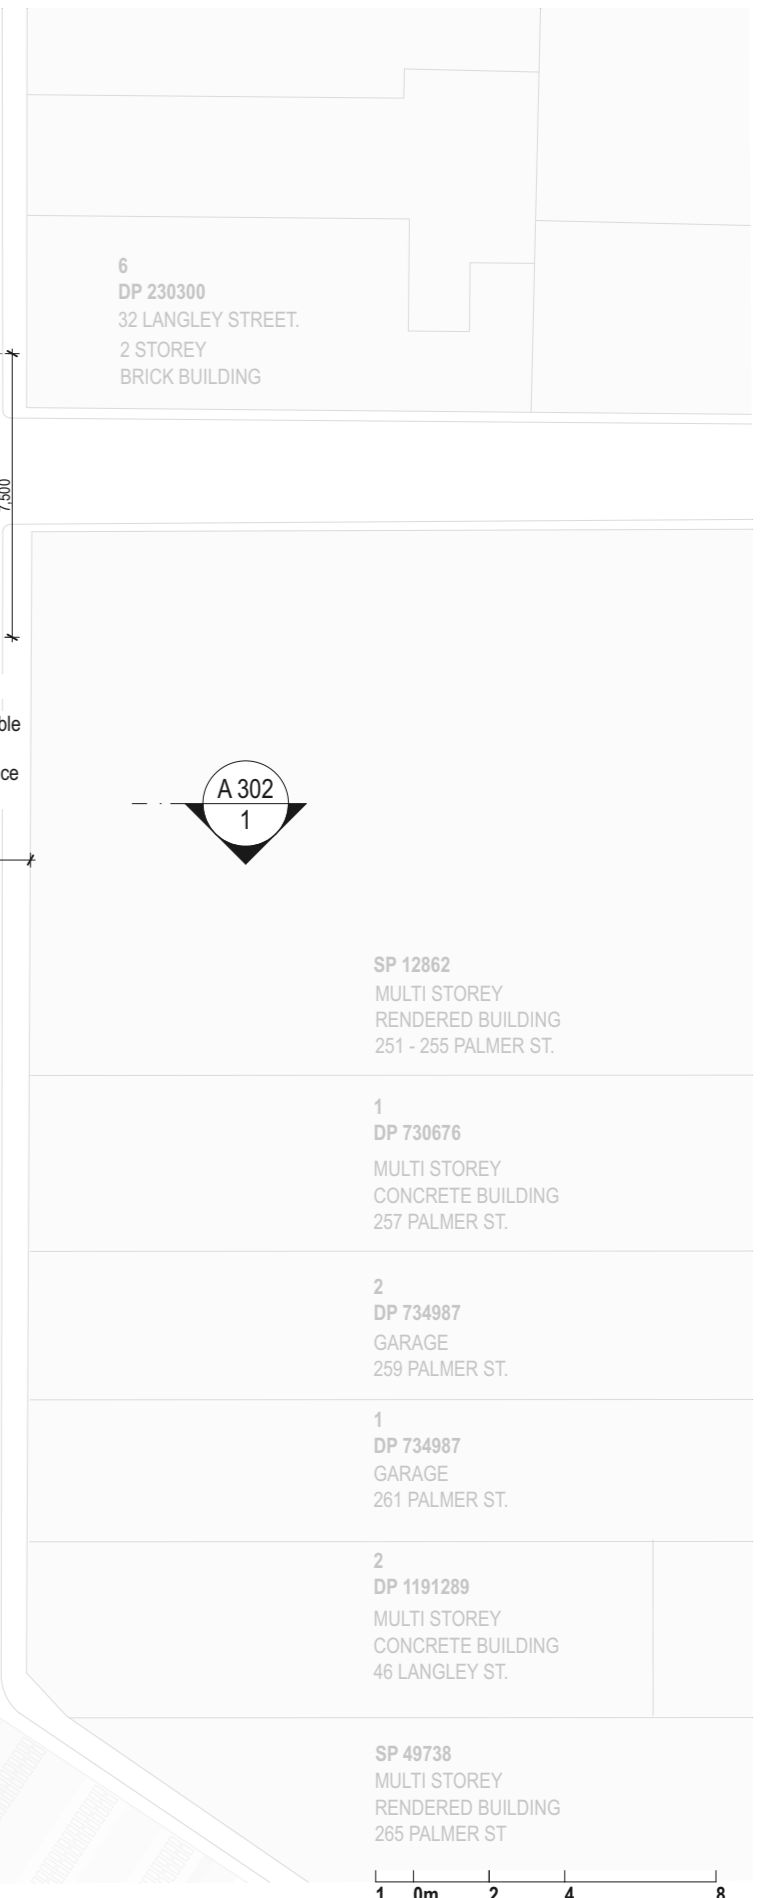 6
DP 230300
32 LANGLEY STREET.
2 STOREY
BRICK BUILDING
7,500
ble
ce
A 302
1
SP 12862
MULTI STOREY
RENDERED BUILDING
251 - 255 PALMER ST.
1
DP 730676
MULTI STOREY
CONCRETE BUILDING
257 PALMER ST.
2
DP 734987
GARAGE
259 PALMER ST.
1
DP 734987
GARAGE
261 PALMER ST.
2
DP 1191289
MULTI STOREY
CONCRETE BUILDING
46 LANGLEY ST.
SP 49738
MULTI STOREY
RENDERED BUILDING
265 PALMER ST
1 0m 2 4 8